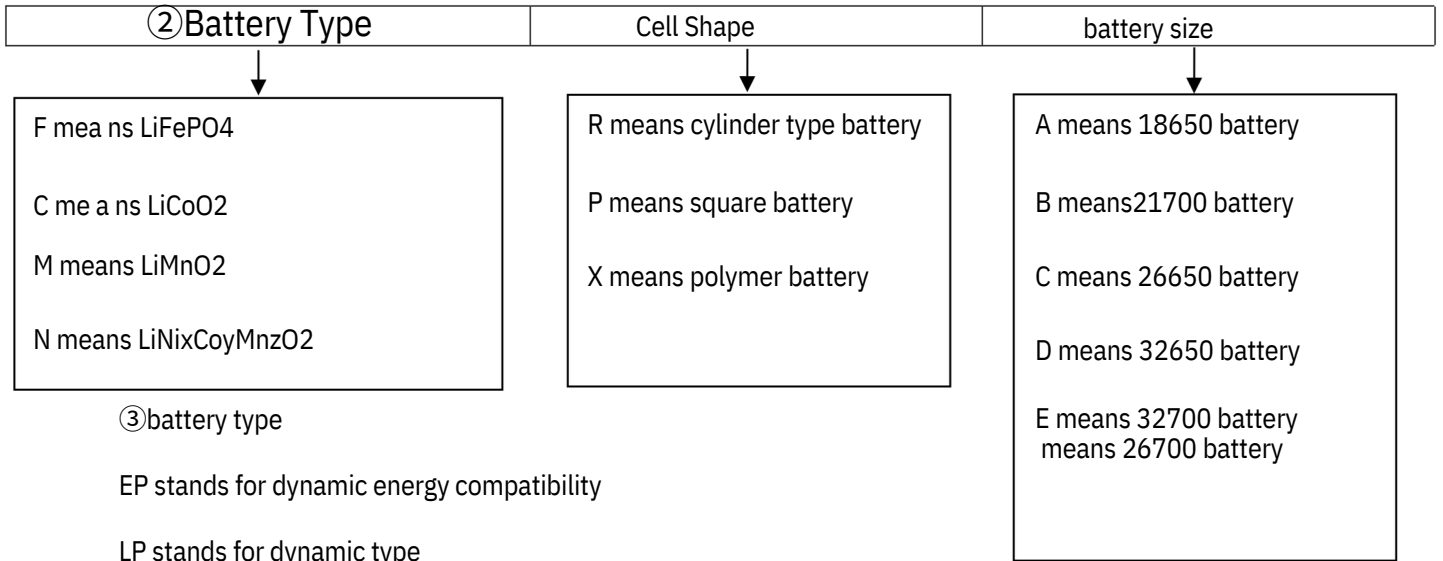 ②Battery Type
Cell Shape
battery size
F mea ns LiFePO4
C me a ns LiCoO2
M means LiMnO2
N means LiNixCoyMnzO2
R means cylinder type battery
P means square battery
X means polymer battery
A means 18650 battery
B means21700 battery
C means 26650 battery
D means 32650 battery
E means 32700 battery
means 26700 battery
③battery type
EP stands for dynamic energy compatibility
LP stands for dynamic type